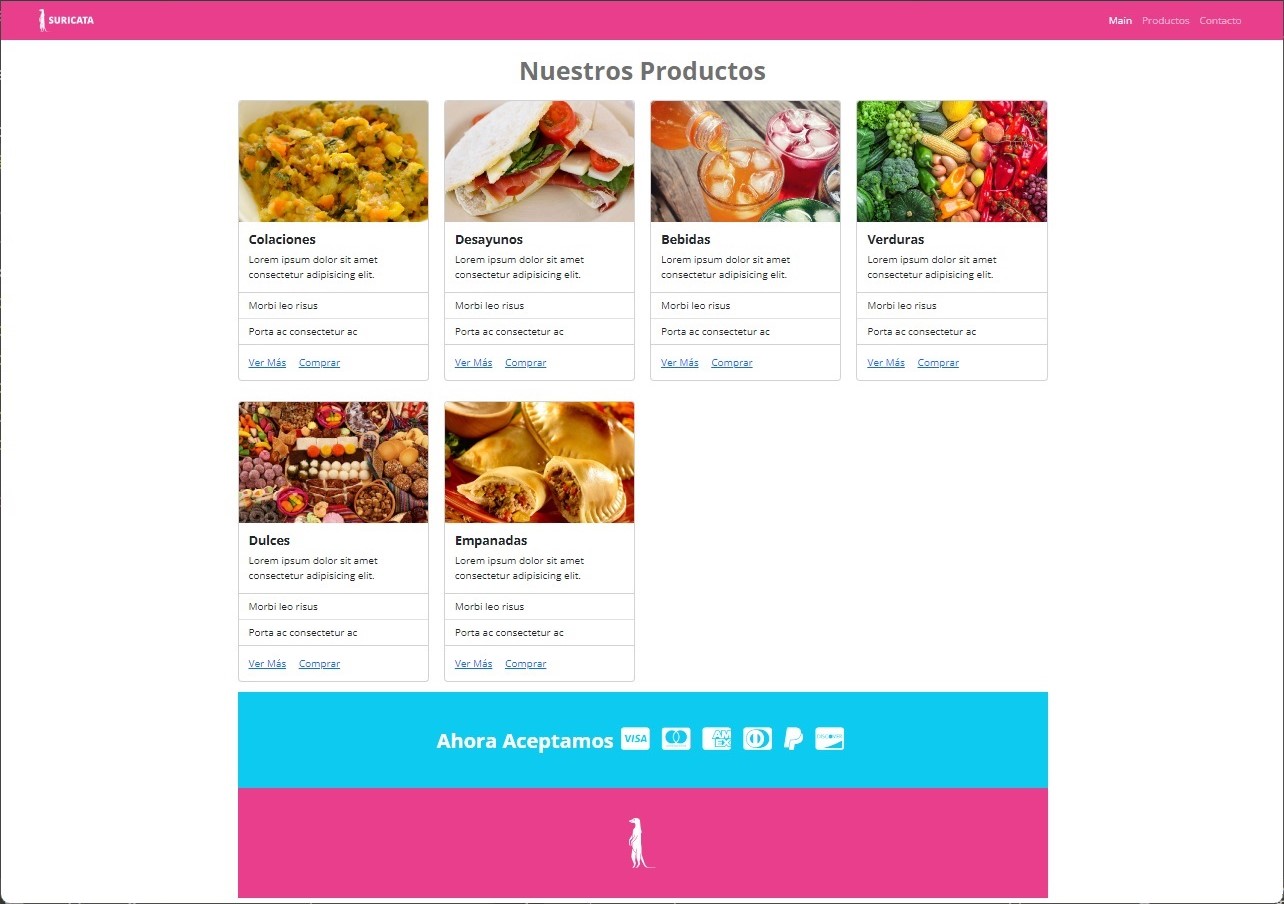 SURICATA
Main Productos Contacto
Nuestros Productos
Colaciones
Lorem ipsum dolor sit amet
consectetur adipisicing elit.
Morbi leo risus
Porta ac consectetur ac
Ver Más Comprar
Desayunos
Lorem ipsum dolor sit amet
consectetur adipisicing elit.
Morbi leo risus
Porta ac consectetur ac
Ver Más Comprar
Bebidas
Lorem ipsum dolor sit amet
consectetur adipisicing elit.
Morbi leo risus
Porta ac consectetur ac
Ver Más Comprar
Verduras
Lorem ipsum dolor sit amet
consectetur adipisicing elit.
Morbi leo risus
Porta ac consectetur ac
Ver Más Comprar
Dulces
Lorem ipsum dolor sit amet
consectetur adipisicing elit.
Morbi leo risus
Porta ac consectetur ac
Ver Más Comprar
Empanadas
Lorem ipsum dolor sit amet
consectetur adipisicing elit.
Morbi leo risus
Porta ac consectetur ac
Ver Más Comprar
Ahora Aceptamos VISA AM EX DISCOVER